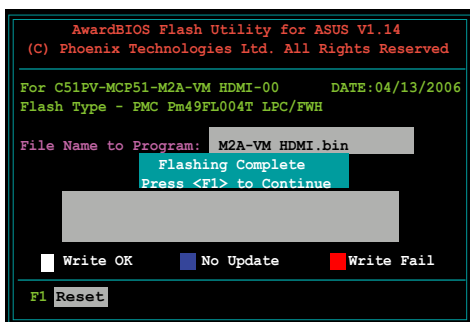 AwardBIOS Flash Utility for ASUS V1.14
(C) Phoenix Technologies Ltd. All Rights Reserved
For C51PV-MCP51-M2A-VM HDMI-00 DATE:04/13/2006
Flash Type - PMC Pm49FL004T LPC/FWH
File Name to Program: M2A-VM HDMI.bin
Flashing Complete
Press <F1> to Continue
Write OK No Update Write Fail
F1 Reset